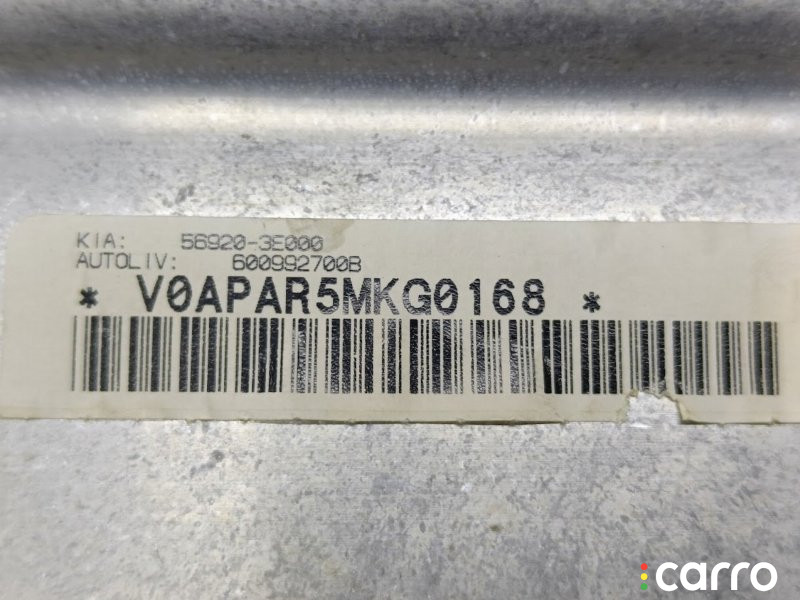 KIA: 56920-3E000
AUTOLIV: 600992700B
* V0APAR5MKG0168 *
carro